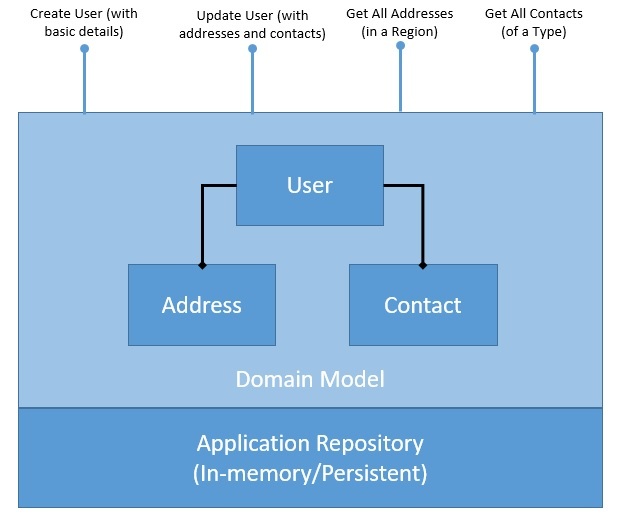 Create User (with
basic details)
Update User (with
addresses and contacts)
Get All Addresses
(in a Region)
Get All Contacts
(of a Type)
User
Address
Contact
Domain Model
Application Repository
(In-memory/Persistent)